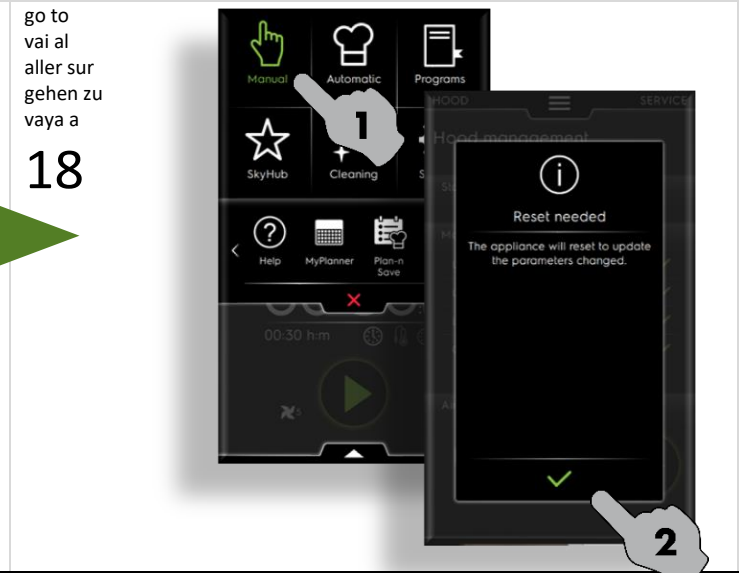 go to
vai al
aller sur
gehen zu
vaya a
18
Manual
Automatic
Programs
1
SkyHub
Cleaning
S
Help
MyPlanner
Plan-n
Save
00:30 h:m
5
HOOD
SERVICE
Hood management
Reset needed
The appliance will reset to update
the parameters changed.
2